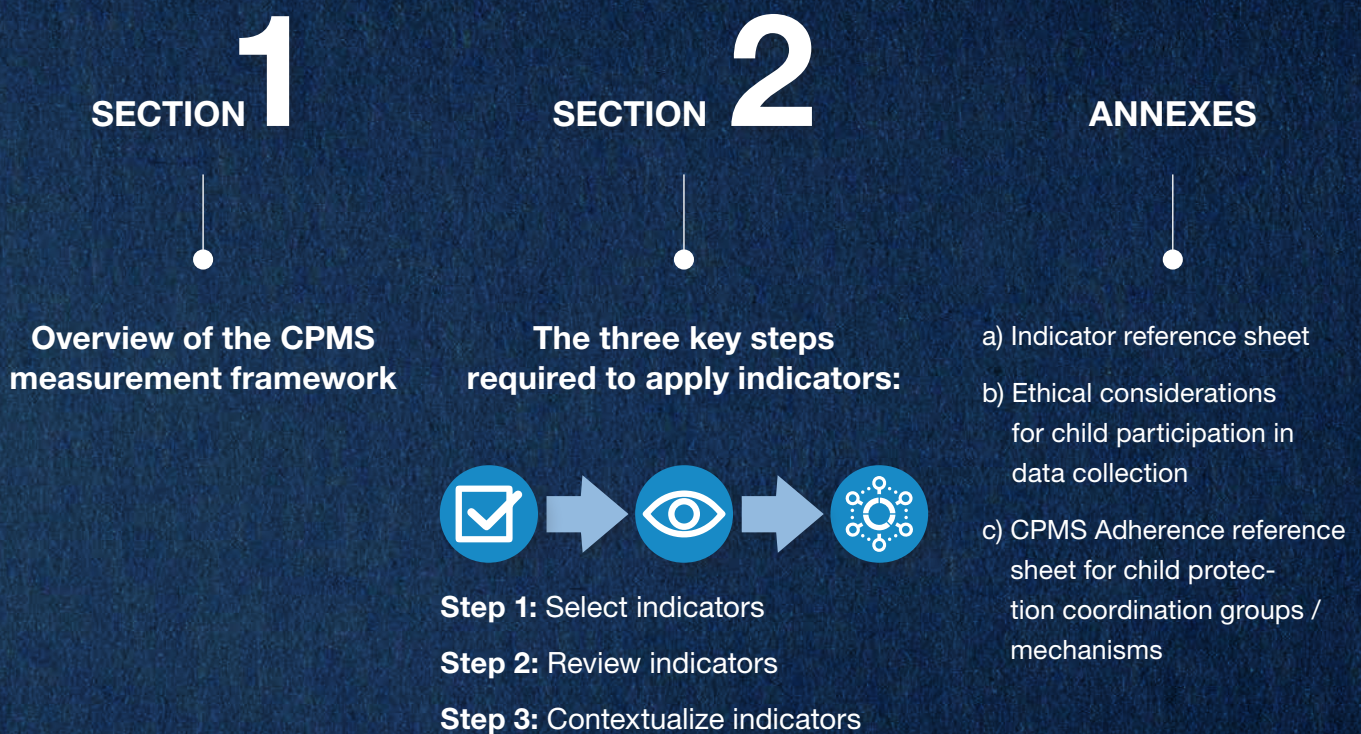 SECTION 1
Overview of the CPMS
measurement framework
SECTION 2
The three key steps
required to apply indicators:
Step 1: Select indicators
Step 2: Review indicators
Step 3: Contextualize indicators
ANNEXES
a) Indicator reference sheet
b) Ethical considerations
for child participation in
data collection
c) CPMS Adherence reference
sheet for child protec-
tion coordination groups /
mechanisms